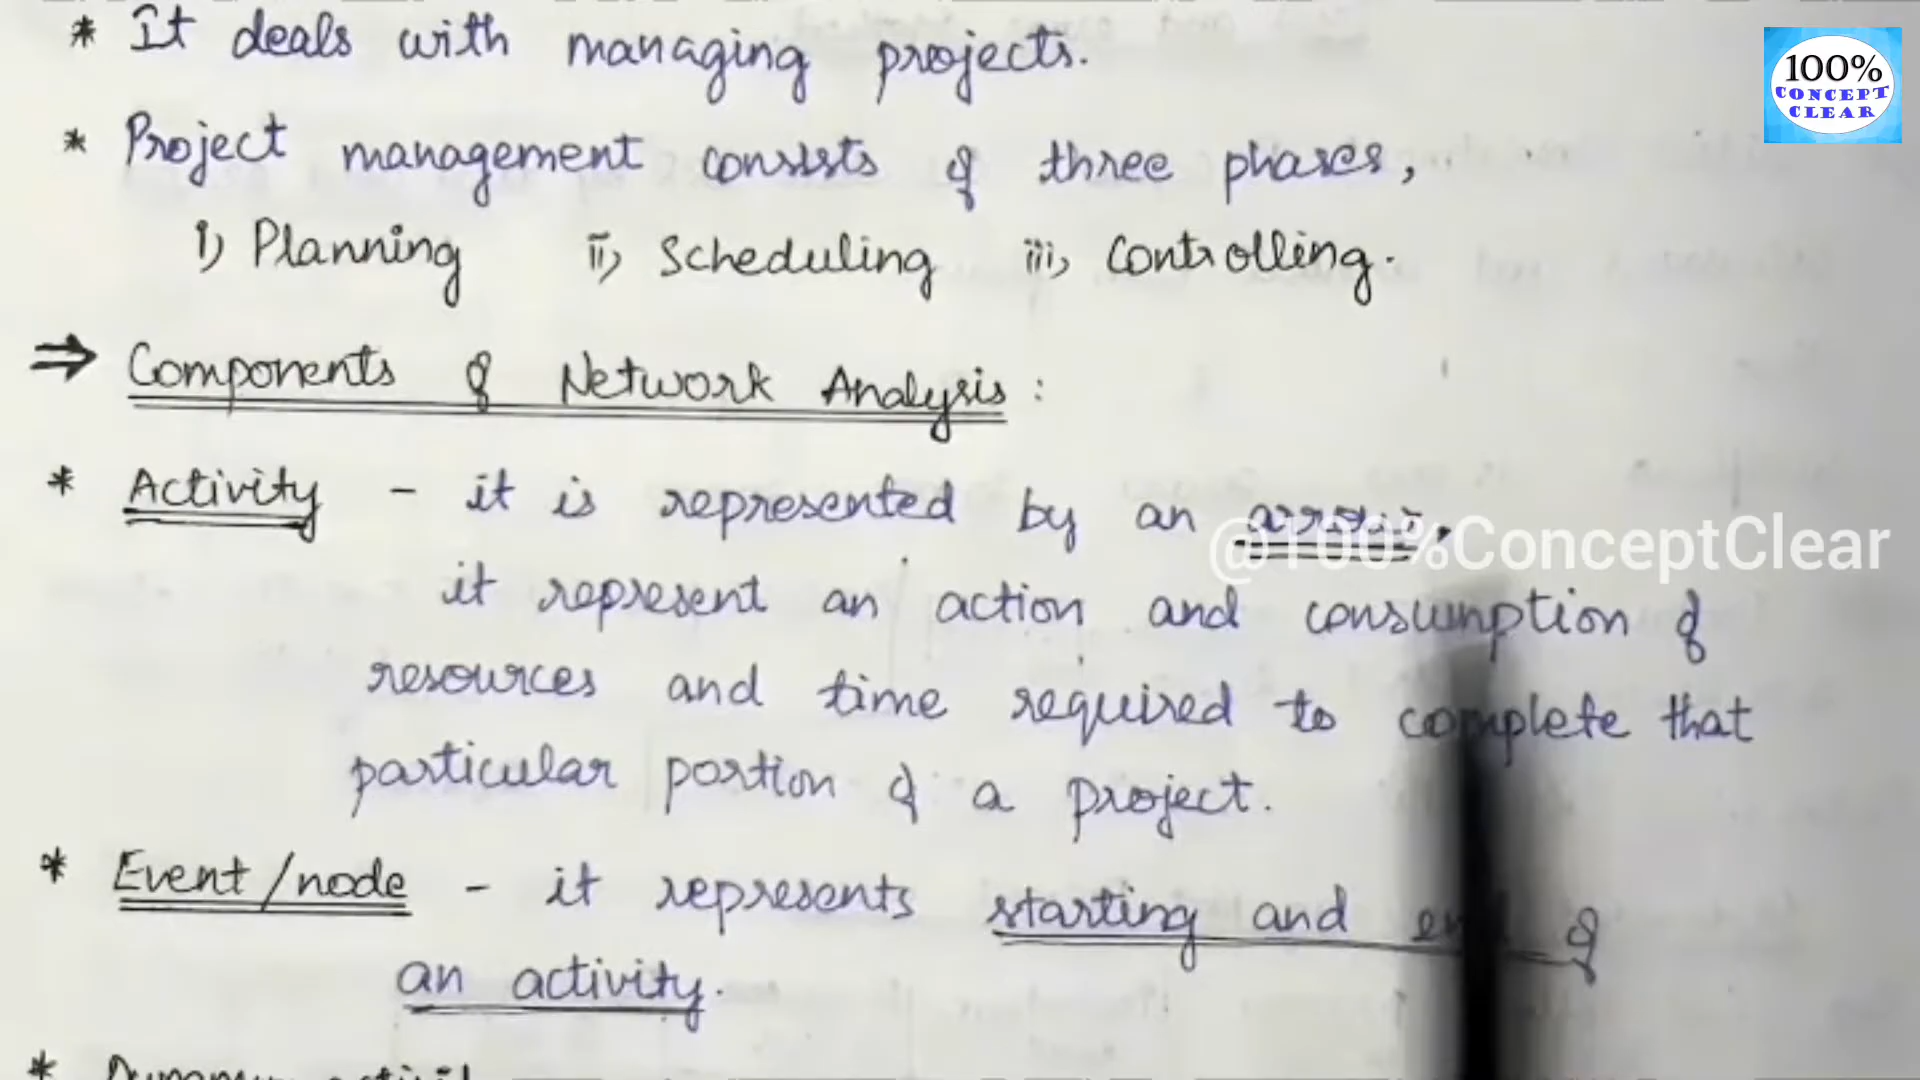 * It deals with managing projects.
100%
CONCEPT
CLEAR
* Project management consists of three phases,
i) Planning ii) Scheduling iii) Controlling.
⇒ Components of Network Analysis :
* Activity - it is represented by an arrow.
@100%ConceptClear
it represent an action and consumption of
resources and time required to complete that
particular portion of a project.
* Event/node - it represents starting and end of
an activity.
*